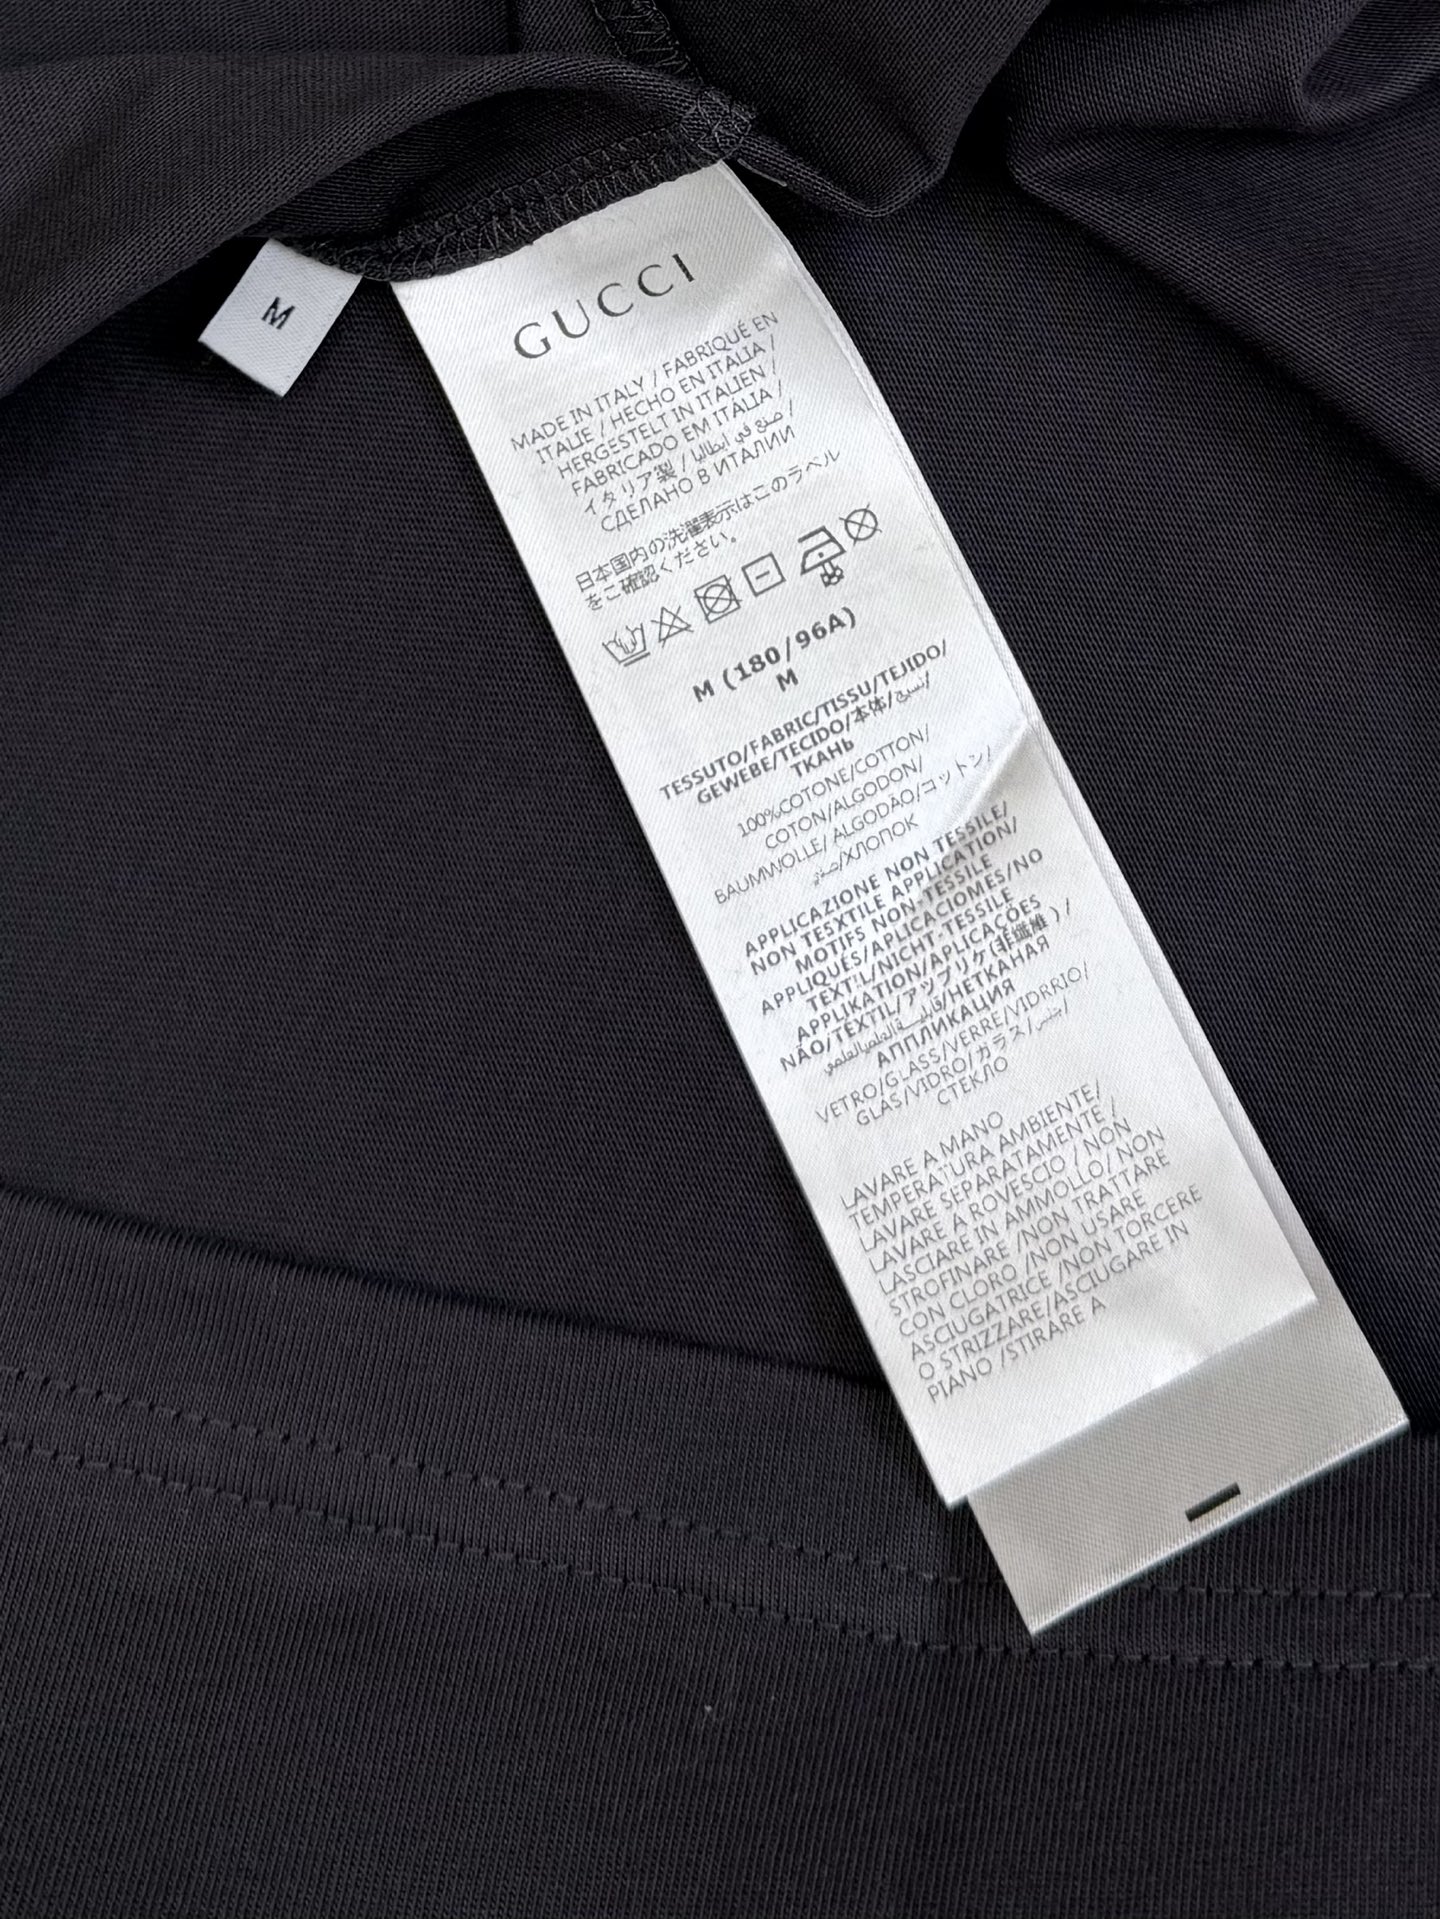 M
GUCCI
MADE IN ITALY / FABRIQUÉ EN
ITALIE / HECHO EN ITALIA /
HERGESTELT IN ITALIEN /
FABRICADO EM ITALIA /
イタリア製 / صنع في ايطاليا /
СДЕЛАНО В ИТАЛИИ
日本国内の洗濯表示はこのラベル
をご確認ください。
M (180/96A)
M
TESSUTO/FABRIC/TISSU/TEJIDO/
GEWEBE/TECIDO/本体/نسيج/
ТКАНЬ
100%COTONE/COTTON/
COTON/ALGODON/
BAUMWOLLE/ ALGODÃO/コットン/
/ХЛОПОК
APPLICAZIONE NON TESSILE/
NON TESXTILE APPLICATION/
MOTIFS NON-TESSILE
APPLIQUÉS/APLICACIOMES/NO
TEXTIL/NICHT-TESSILE
APPLIKATION/APLICAÇÕES
NÃO/TEXTIL/アップリケ(非繊維)/
/НЕТКАНАЯ
АППЛИКАЦИЯ
VETRO/GLASS/VERRE/VIDRRIO/
GLAS/VIDRO/ガラス/
СТЕКЛО
LAVARE A MANO
TEMPERATURA AMBIENTE/
LAVARE SEPARATAMENTE /
LAVARE A ROVESCIO / NON
LASCIARE IN AMMOLLO/ NON
STROFINARE /NON TRATTARE
CON CLORO /NON USARE
ASCIUGATRICE /NON TORCERE
O STRIZZARE/ASCIUGARE IN
PIANO /STIRARE A